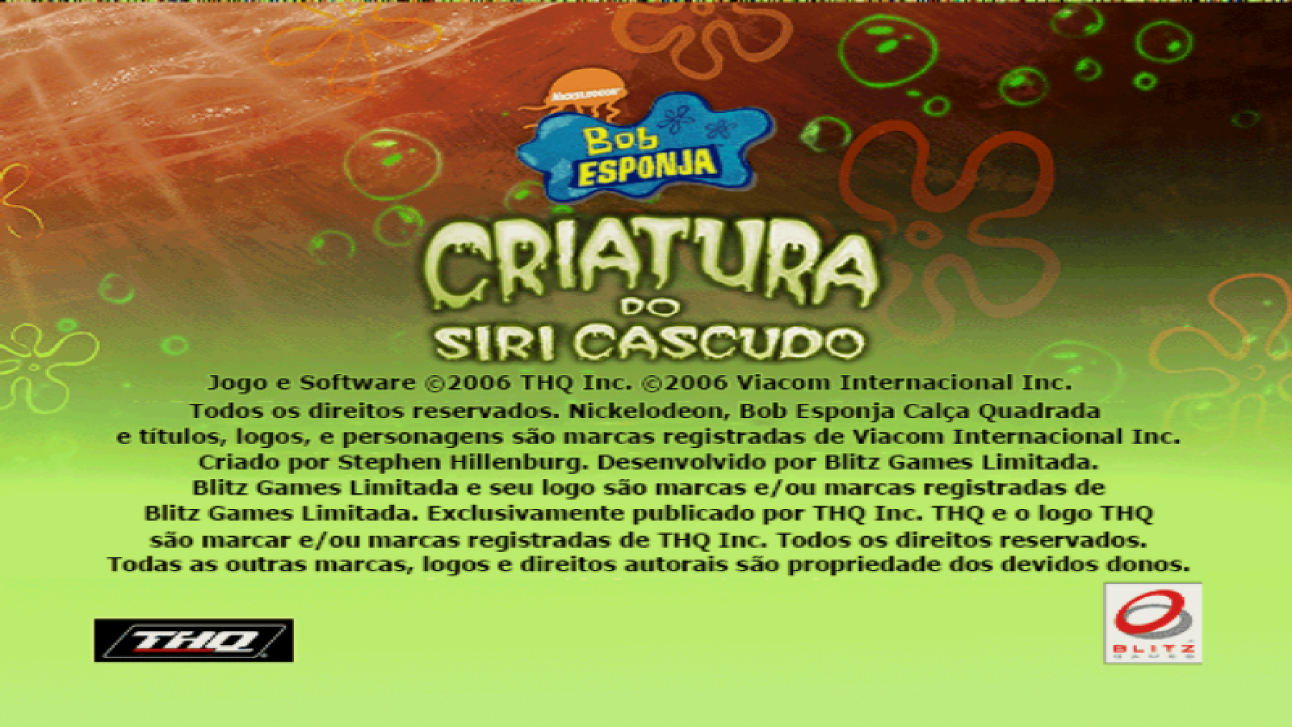 NICKELODEON
Bob
ESPONJA
CRIATURA
DO
SIRI CASCUDO
Jogo e Software ©2006 THQ Inc. ©2006 Viacom Internacional Inc.
Todos os direitos reservados. Nickelodeon, Bob Esponja Calça Quadrada
e títulos, logos, e personagens são marcas registradas de Viacom Internacional Inc.
Criado por Stephen Hillenburg. Desenvolvido por Blitz Games Limitada.
Blitz Games Limitada e seu logo são marcas e/ou marcas registradas de
Blitz Games Limitada. Exclusivamente publicado por THQ Inc. THQ e o logo THQ
são marcar e/ou marcas registradas de THQ Inc. Todos os direitos reservados.
Todas as outras marcas, logos e direitos autorais são propriedade dos devidos donos.
THQ
BLITZ
GAMES